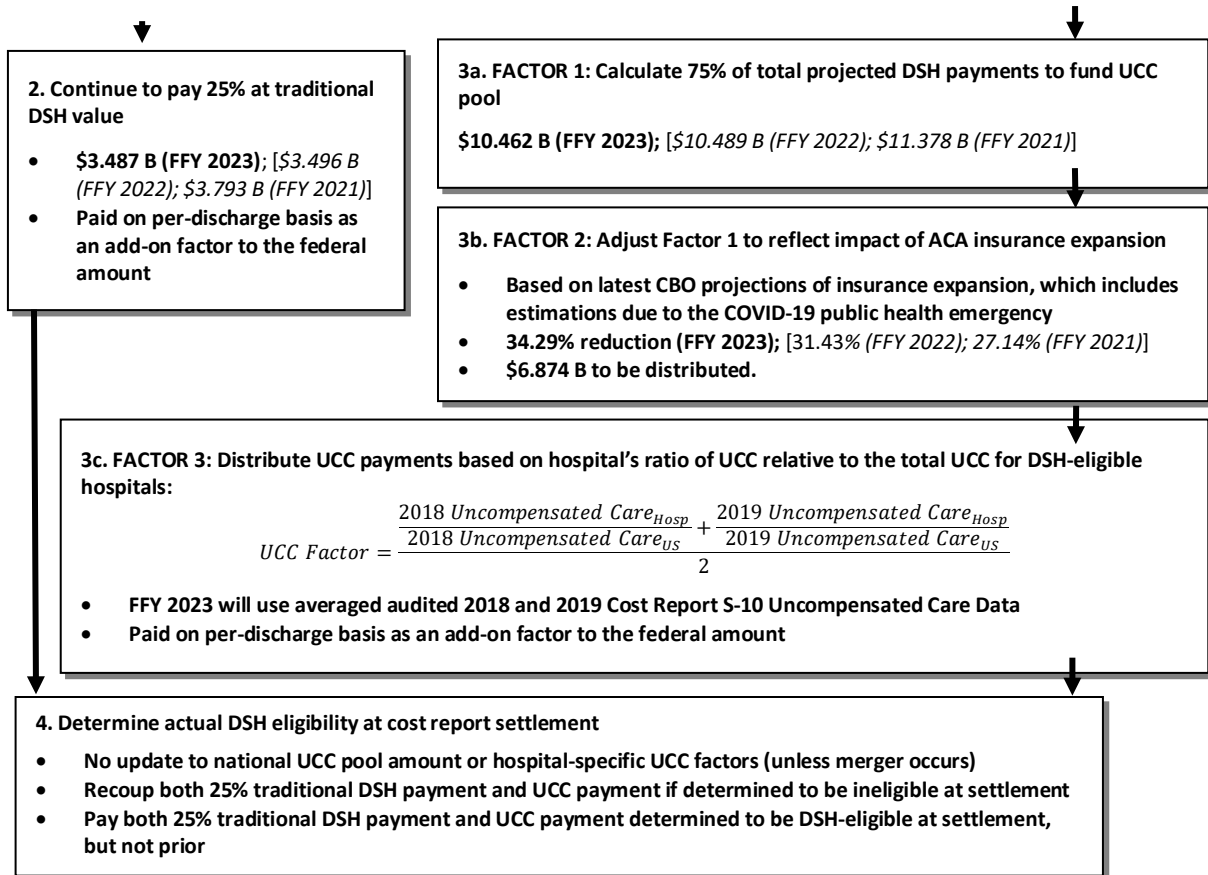 2. Continue to pay 25% at traditional
DSH value
• $3.487 B (FFY 2023); [$3.496 B
(FFY 2022); $3.793 B (FFY 2021)]
• Paid on per-discharge basis as
an add-on factor to the federal
amount
3a. FACTOR 1: Calculate 75% of total projected DSH payments to fund UCC
pool
$10.462 B (FFY 2023); [$10.489 B (FFY 2022); $11.378 B (FFY 2021)]
3b. FACTOR 2: Adjust Factor 1 to reflect impact of ACA insurance expansion
• Based on latest CBO projections of insurance expansion, which includes
estimations due to the COVID-19 public health emergency
• 34.29% reduction (FFY 2023); [31.43% (FFY 2022); 27.14% (FFY 2021)]
• $6.874 B to be distributed.
3c. FACTOR 3: Distribute UCC payments based on hospital’s ratio of UCC relative to the total UCC for DSH-eligible
hospitals:
2018 Uncompensated Care_Hosp + 2019 Uncompensated Care_Hosp
UCC Factor = 2018 Uncompensated Care_US 2019 Uncompensated Care_US
2
• FFY 2023 will use averaged audited 2018 and 2019 Cost Report S-10 Uncompensated Care Data
• Paid on per-discharge basis as an add-on factor to the federal amount
4. Determine actual DSH eligibility at cost report settlement
• No update to national UCC pool amount or hospital-specific UCC factors (unless merger occurs)
• Recoup both 25% traditional DSH payment and UCC payment if determined to be ineligible at settlement
• Pay both 25% traditional DSH payment and UCC payment determined to be DSH-eligible at settlement,
but not prior